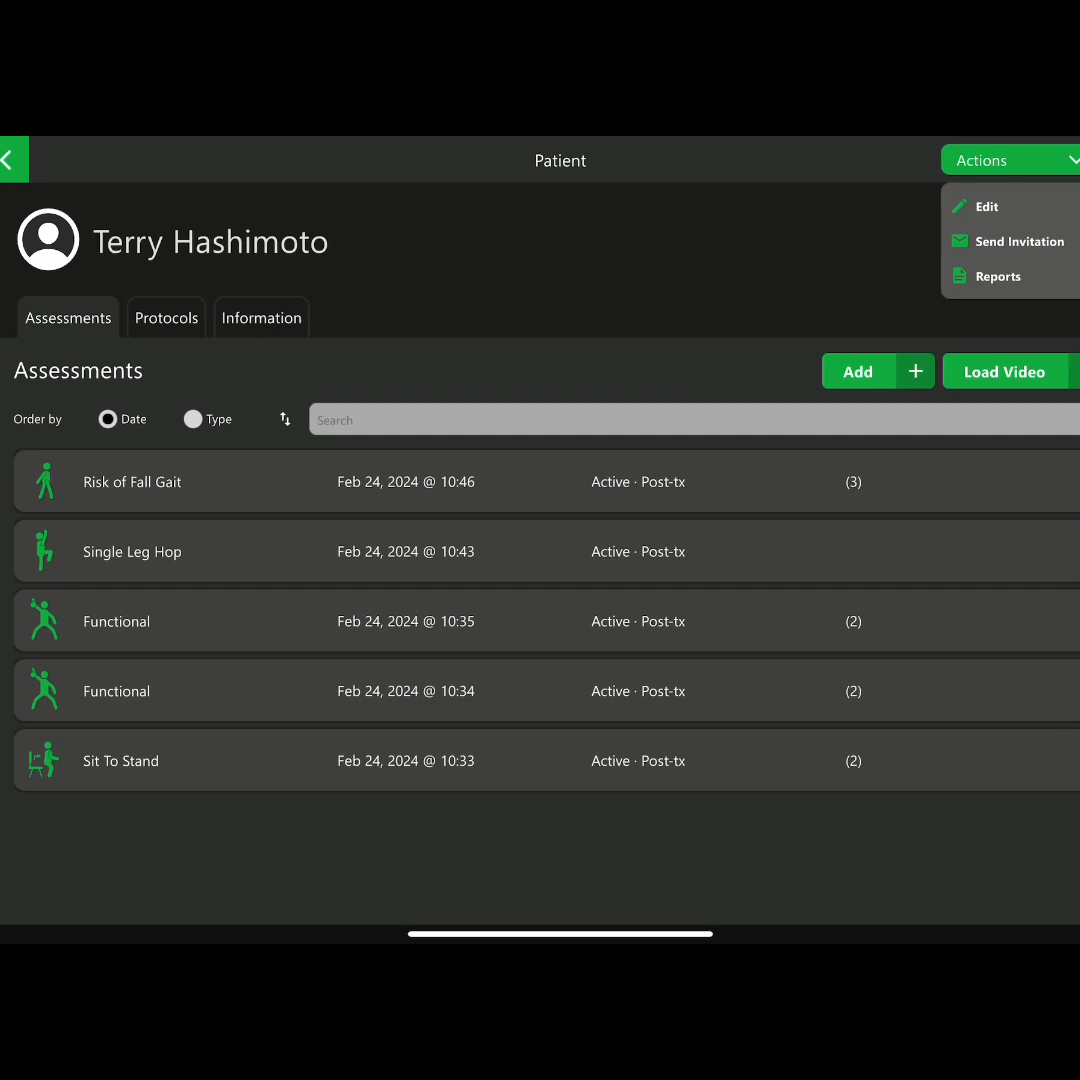 Patient
Actions
Edit
Send Invitation
Reports
Terry Hashimoto
Assessments Protocols Information
Assessments
Add + Load Video
Order by Date Type Search
Risk of Fall Gait Feb 24, 2024 @ 10:46 Active · Post-tx (3)
Single Leg Hop Feb 24, 2024 @ 10:43 Active · Post-tx
Functional Feb 24, 2024 @ 10:35 Active · Post-tx (2)
Functional Feb 24, 2024 @ 10:34 Active · Post-tx (2)
Sit To Stand Feb 24, 2024 @ 10:33 Active · Post-tx (2)